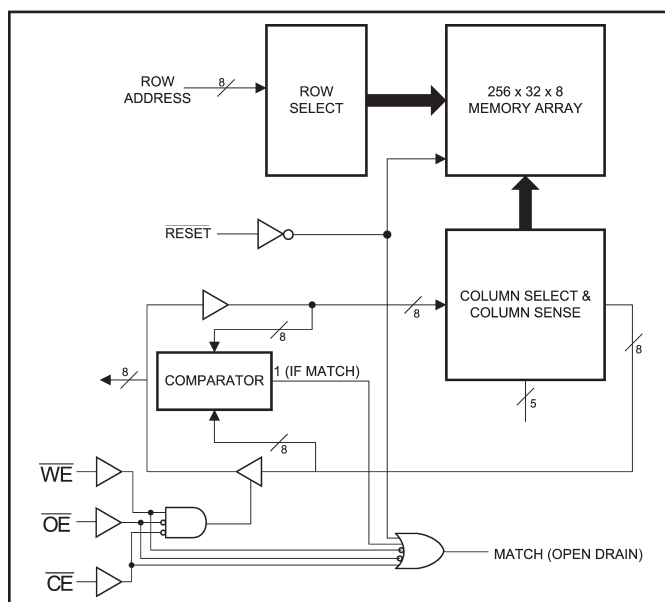 ROW
ADDRESS
8
ROW
SELECT
256 x 32 x 8
MEMORY ARRAY
RESET
8
COLUMN SELECT &
COLUMN SENSE
8
8
8
COMPARATOR
1 (IF MATCH)
5
8
WE
OE
CE
MATCH (OPEN DRAIN)